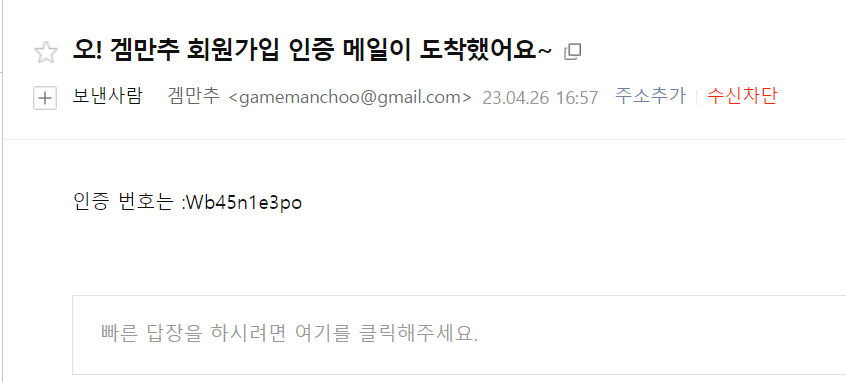 오! 겜만추 회원가입 인증 메일이 도착했어요~
보낸사람 겜만추 <gamemanchoo@gmail.com> 23.04.26 16:57 주소추가 수신차단
인증 번호는 :Wb45n1e3po
빠른 답장을 하시려면 여기를 클릭해주세요.